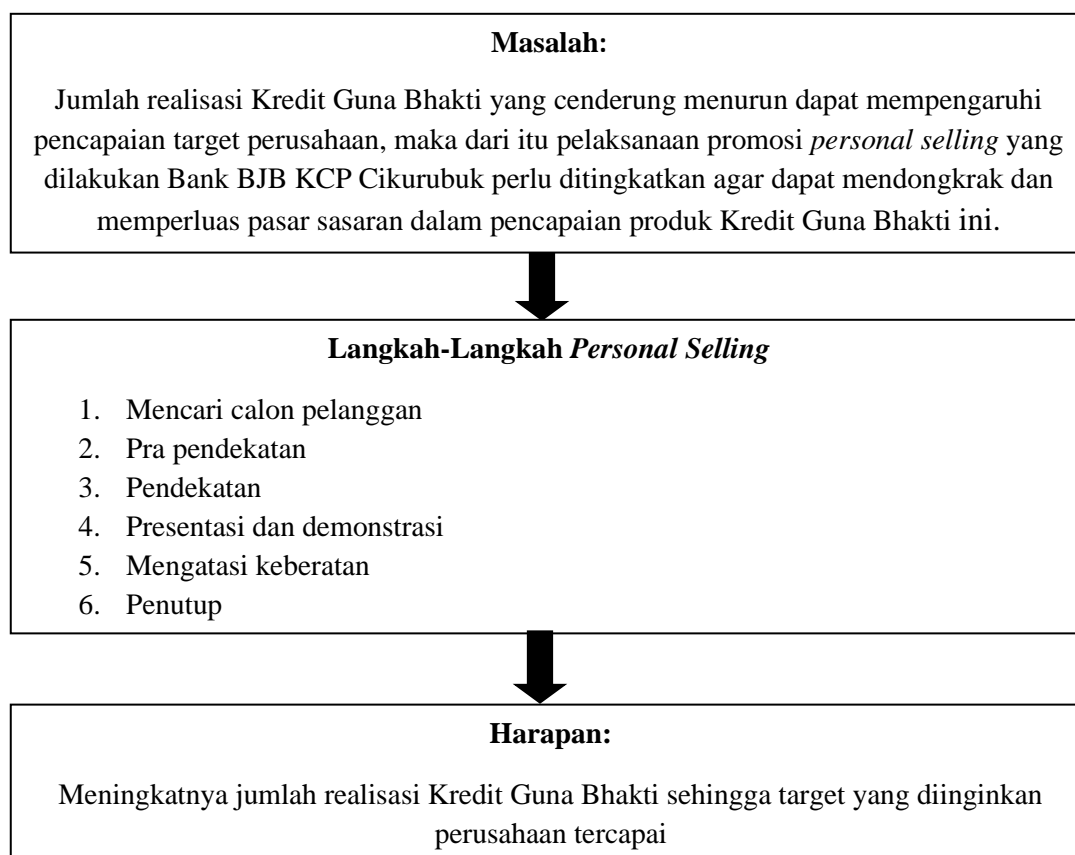 Masalah:
Jumlah realisasi Kredit Guna Bhakti yang cenderung menurun dapat mempengaruhi
pencapaian target perusahaan, maka dari itu pelaksanaan promosi personal selling yang
dilakukan Bank BJB KCP Cikurubuk perlu ditingkatkan agar dapat mendongkrak dan
memperluas pasar sasaran dalam pencapaian produk Kredit Guna Bhakti ini.
Langkah-Langkah Personal Selling
1. Mencari calon pelanggan
2. Pra pendekatan
3. Pendekatan
4. Presentasi dan demonstrasi
5. Mengatasi keberatan
6. Penutup
Harapan:
Meningkatnya jumlah realisasi Kredit Guna Bhakti sehingga target yang diinginkan
perusahaan tercapai